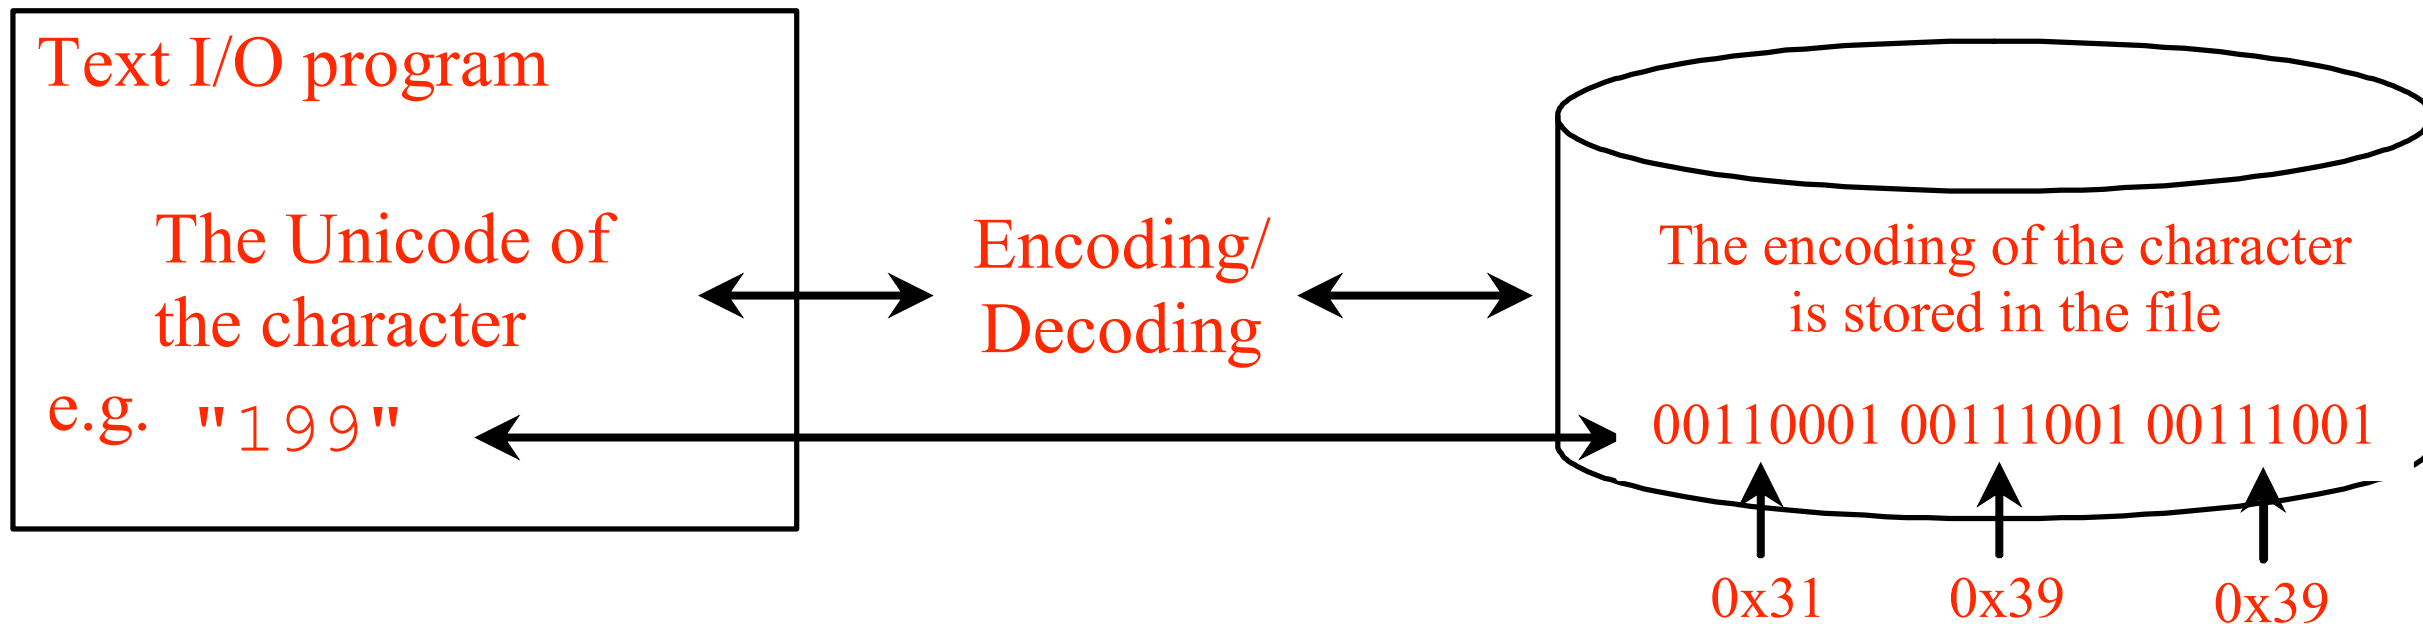 Text I/O program
The Unicode of
the character
e.g. "199"
Encoding/
Decoding
The encoding of the character
is stored in the file
00110001 00111001 00111001
0x31 0x39 0x39